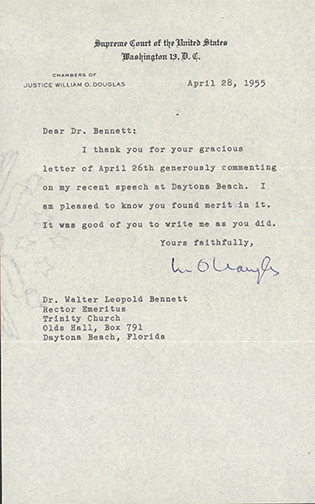 Supreme Court of the United States
Washington 13, D. C.
CHAMBERS OF
JUSTICE WILLIAM O. DOUGLAS
April 28, 1955
Dear Dr. Bennett:
I thank you for your gracious
letter of April 26th generously commenting
on my recent speech at Daytona Beach. I
am pleased to know you found merit in it.
It was good of you to write me as you did.
Yours faithfully,
Wm O Douglas
Dr. Walter Leopold Bennett
Rector Emeritus
Trinity Church
Olds Hall, Box 791
Daytona Beach, Florida